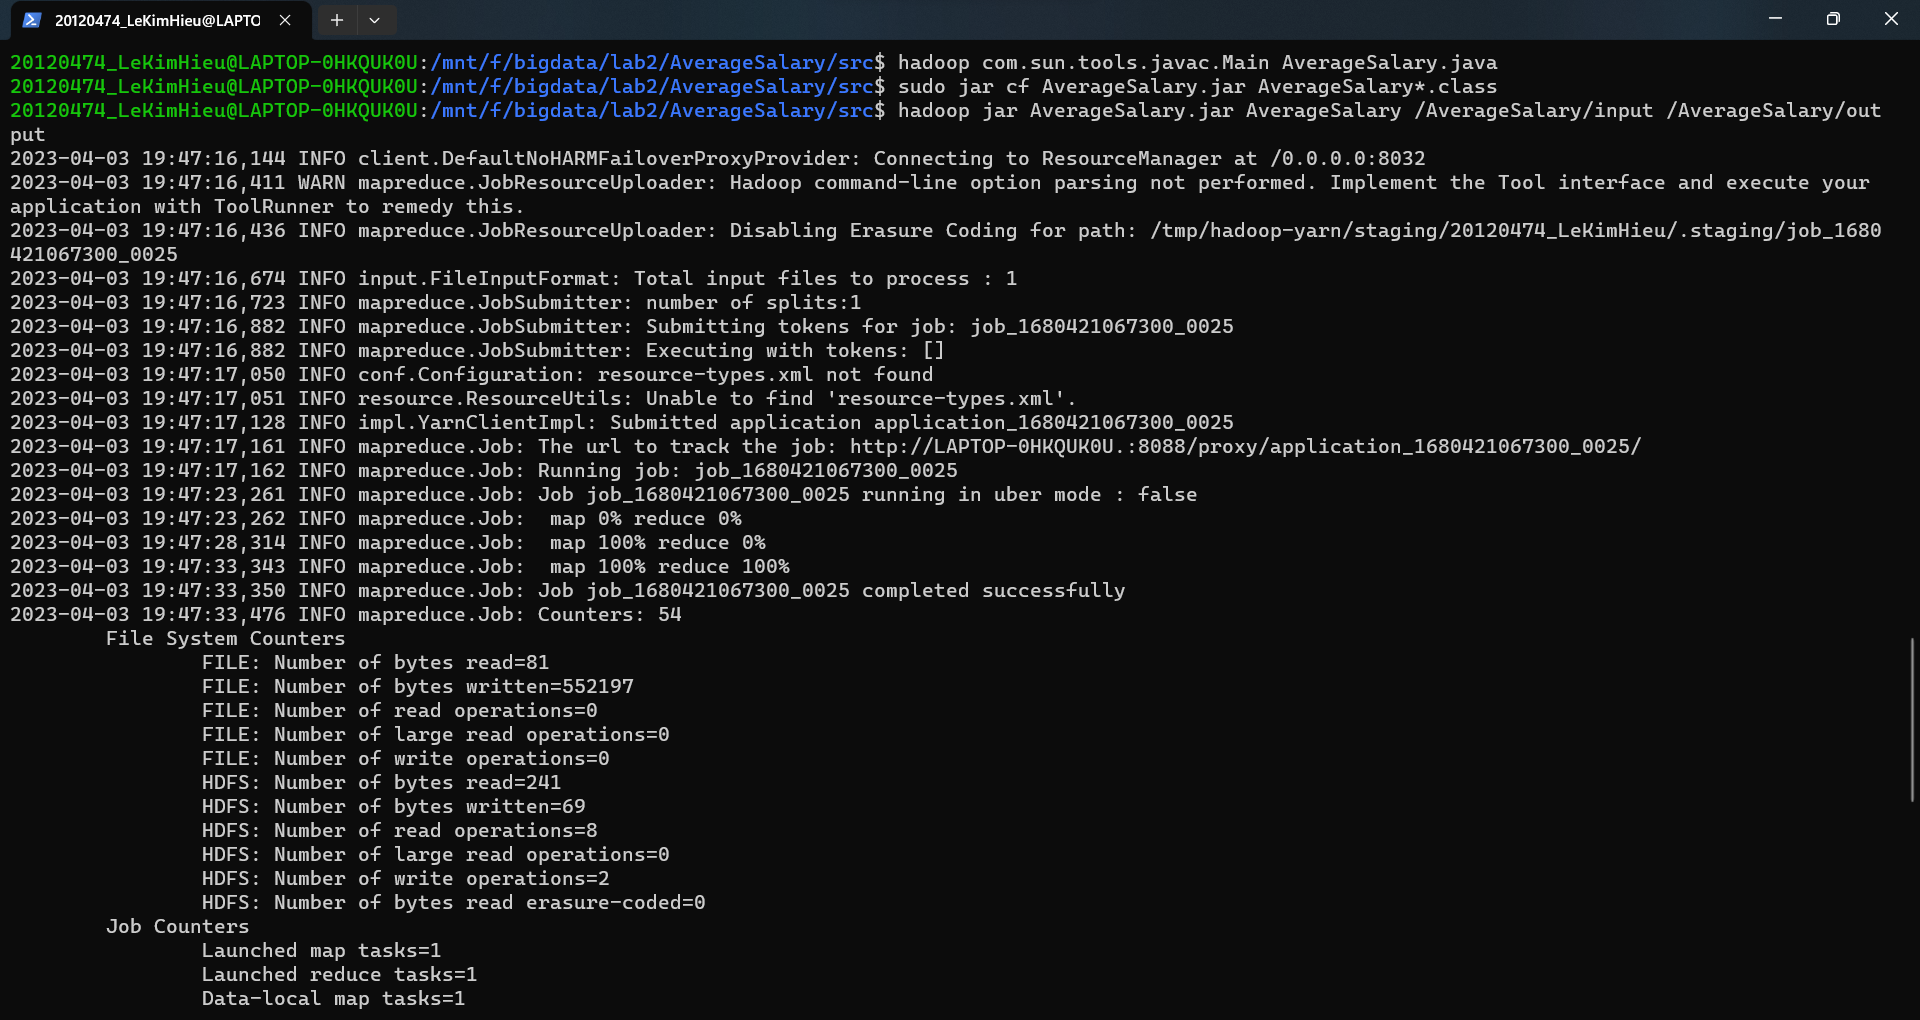 20120474_LeKimHieu@LAPTO
20120474_LeKimHieu@LAPTOP-0HKQUK0U:/mnt/f/bigdata/lab2/AverageSalary/src$ hadoop com.sun.tools.javac.Main AverageSalary.java
20120474_LeKimHieu@LAPTOP-0HKQUK0U:/mnt/f/bigdata/lab2/AverageSalary/src$ sudo jar cf AverageSalary.jar AverageSalary*.class
20120474_LeKimHieu@LAPTOP-0HKQUK0U:/mnt/f/bigdata/lab2/AverageSalary/src$ hadoop jar AverageSalary.jar AverageSalary /AverageSalary/input /AverageSalary/out
put
2023-04-03 19:47:16,144 INFO client.DefaultNoHARMFailoverProxyProvider: Connecting to ResourceManager at /0.0.0.0:8032
2023-04-03 19:47:16,411 WARN mapreduce.JobResourceUploader: Hadoop command-line option parsing not performed. Implement the Tool interface and execute your
application with ToolRunner to remedy this.
2023-04-03 19:47:16,436 INFO mapreduce.JobResourceUploader: Disabling Erasure Coding for path: /tmp/hadoop-yarn/staging/20120474_LeKimHieu/.staging/job_1680
421067300_0025
2023-04-03 19:47:16,674 INFO input.FileInputFormat: Total input files to process : 1
2023-04-03 19:47:16,723 INFO mapreduce.JobSubmitter: number of splits:1
2023-04-03 19:47:16,882 INFO mapreduce.JobSubmitter: Submitting tokens for job: job_1680421067300_0025
2023-04-03 19:47:16,882 INFO mapreduce.JobSubmitter: Executing with tokens: []
2023-04-03 19:47:17,050 INFO conf.Configuration: resource-types.xml not found
2023-04-03 19:47:17,051 INFO resource.ResourceUtils: Unable to find 'resource-types.xml'.
2023-04-03 19:47:17,128 INFO impl.YarnClientImpl: Submitted application application_1680421067300_0025
2023-04-03 19:47:17,161 INFO mapreduce.Job: The url to track the job: http://LAPTOP-0HKQUK0U.:8088/proxy/application_1680421067300_0025/
2023-04-03 19:47:17,162 INFO mapreduce.Job: Running job: job_1680421067300_0025
2023-04-03 19:47:23,261 INFO mapreduce.Job: Job job_1680421067300_0025 running in uber mode : false
2023-04-03 19:47:23,262 INFO mapreduce.Job:  map 0% reduce 0%
2023-04-03 19:47:28,314 INFO mapreduce.Job:  map 100% reduce 0%
2023-04-03 19:47:33,343 INFO mapreduce.Job:  map 100% reduce 100%
2023-04-03 19:47:33,350 INFO mapreduce.Job: Job job_1680421067300_0025 completed successfully
2023-04-03 19:47:33,476 INFO mapreduce.Job: Counters: 54
File System Counters
FILE: Number of bytes read=81
FILE: Number of bytes written=552197
FILE: Number of read operations=0
FILE: Number of large read operations=0
FILE: Number of write operations=0
HDFS: Number of bytes read=241
HDFS: Number of bytes written=69
HDFS: Number of read operations=8
HDFS: Number of large read operations=0
HDFS: Number of write operations=2
HDFS: Number of bytes read erasure-coded=0
Job Counters
Launched map tasks=1
Launched reduce tasks=1
Data-local map tasks=1